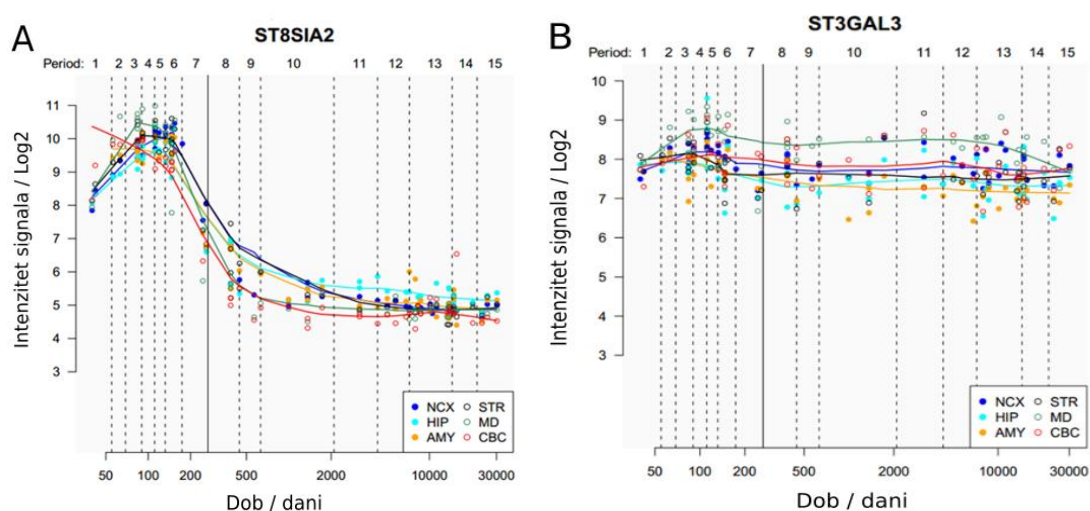 A
ST8SIA2
Period: 1 2 3 4 5 6 7 8 9 10 11 12 13 14 15
Intenzitet signala / Log2
11
10
9
8
7
6
5
4
3
NCX STR
HIP MD
AMY CBC
50 100 200 500 2000 10000 30000
Dob / dani
B
ST3GAL3
Period: 1 2 3 4 5 6 7 8 9 10 11 12 13 14 15
Intenzitet signala / Log2
10
9
8
7
6
5
4
3
NCX STR
HIP MD
AMY CBC
50 100 200 500 2000 10000 30000
Dob / dani